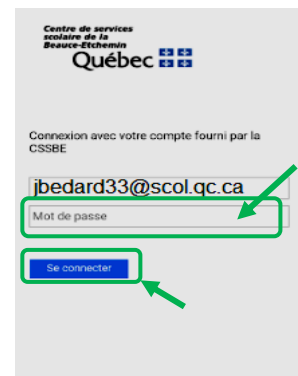 Centre de services
scolaire de la
Beauce-Etchemin
Québec
Connexion avec votre compte fourni par la
CSSBE
jbedard33@scol.qc.ca
Mot de passe
Se connecter